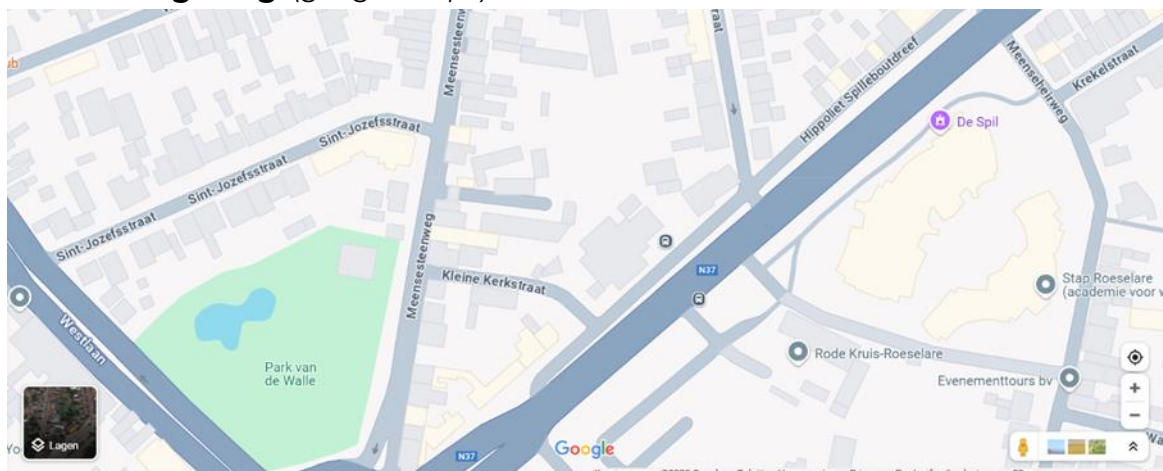 Meensesteenweg
Hippoliet Spilleboutdreef
Meenseheirweg
Krekelstraat
De Spil
Sint-Jozefsstraat
Sint-Jozefsstraat
Sint-Jozefsstraat
Meensesteenweg
N37
Kleine Kerkstraat
Stap Roeselare
(academie voor
Westlaan
Park van
de Walle
Rode Kruis-Roeselare
Evenementtours bv
Lagen
Google
N37